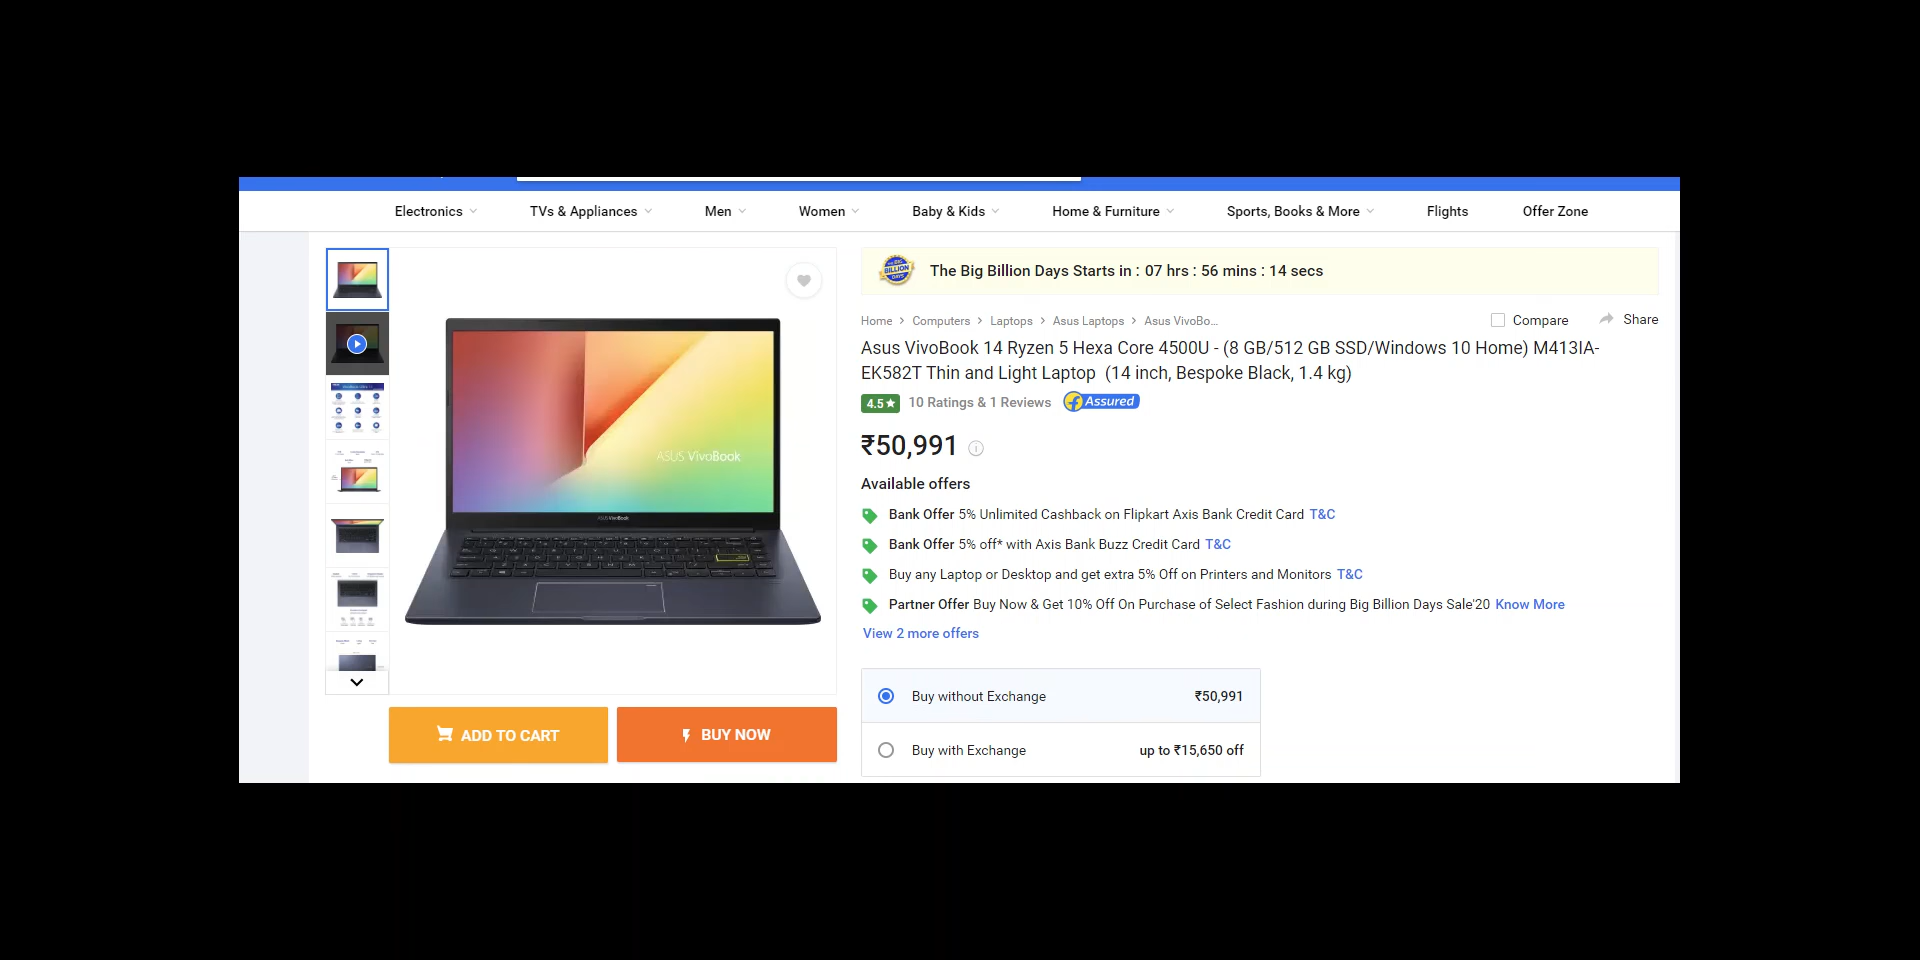 Electronics TVs & Appliances Men Women Baby & Kids Home & Furniture Sports, Books & More Flights Offer Zone
THE BIG BILLION DAYS
The Big Billion Days Starts in : 07 hrs : 56 mins : 14 secs
Home > Computers > Laptops > Asus Laptops > Asus VivoBo...
Compare Share
Asus VivoBook 14 Ryzen 5 Hexa Core 4500U - (8 GB/512 GB SSD/Windows 10 Home) M413IA-
EK582T Thin and Light Laptop (14 inch, Bespoke Black, 1.4 kg)
4.5★ 10 Ratings & 1 Reviews f Assured
₹50,991
ASUS VivoBook
ASUS VivoBook
Available offers
Bank Offer 5% Unlimited Cashback on Flipkart Axis Bank Credit Card T&C
Bank Offer 5% off* with Axis Bank Buzz Credit Card T&C
Buy any Laptop or Desktop and get extra 5% Off on Printers and Monitors T&C
Partner Offer Buy Now & Get 10% Off On Purchase of Select Fashion during Big Billion Days Sale'20 Know More
View 2 more offers
Buy without Exchange ₹50,991
Buy with Exchange up to ₹15,650 off
ADD TO CART
BUY NOW